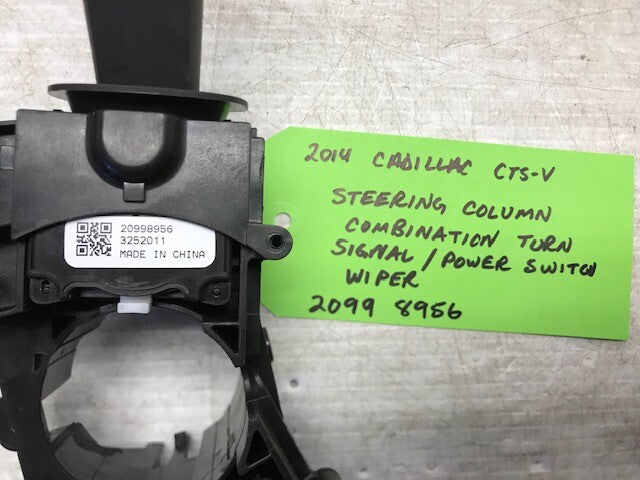 20998956
3252011
MADE IN CHINA
2014 CADILLAC CTS-V
STEERING COLUMN
COMBINATION TURN
SIGNAL / POWER SWITCH
WIPER
2099 8956